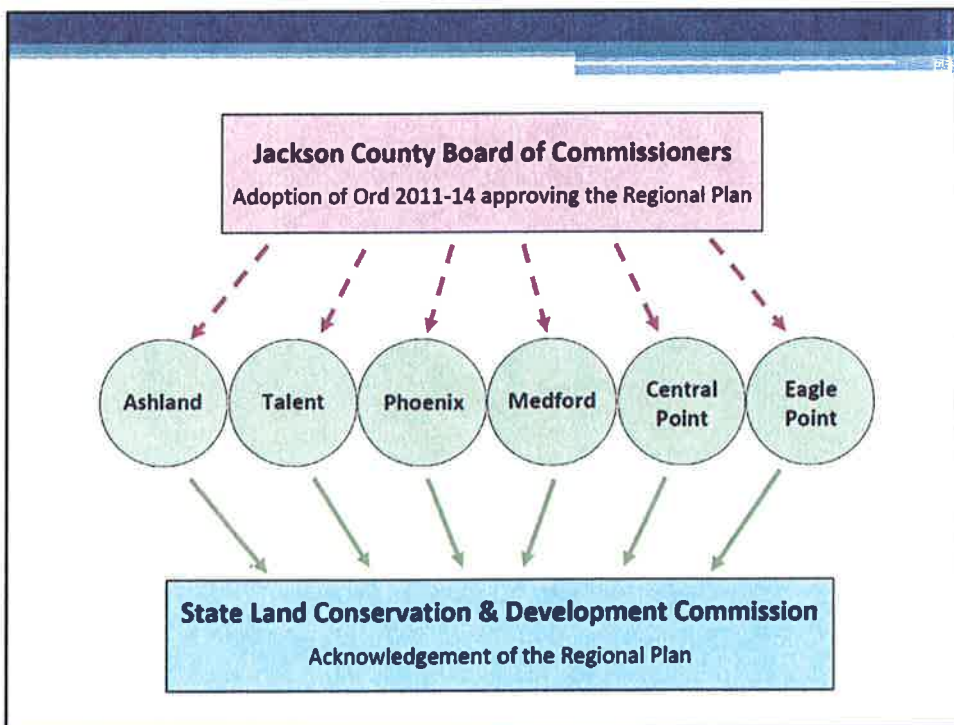 Jackson County Board of Commissioners
Adoption of Ord 2011-14 approving the Regional Plan
Ashland
Talent
Phoenix
Medford
Central
Point
Eagle
Point
State Land Conservation & Development Commission
Acknowledgement of the Regional Plan